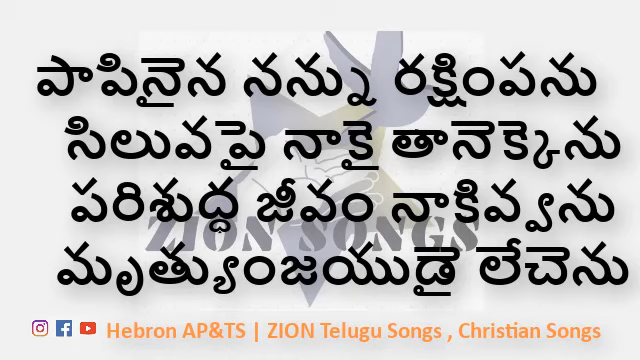 పాపినైన నన్ను రక్షింపను
సిలువపై నాకై తానెక్కెను
పరిశుద్ధ జీవం నాకివ్వను
ZION SONGS
మృత్యుంజయుడై లేచెను
Hebron AP&TS | ZION Telugu Songs , Christian Songs